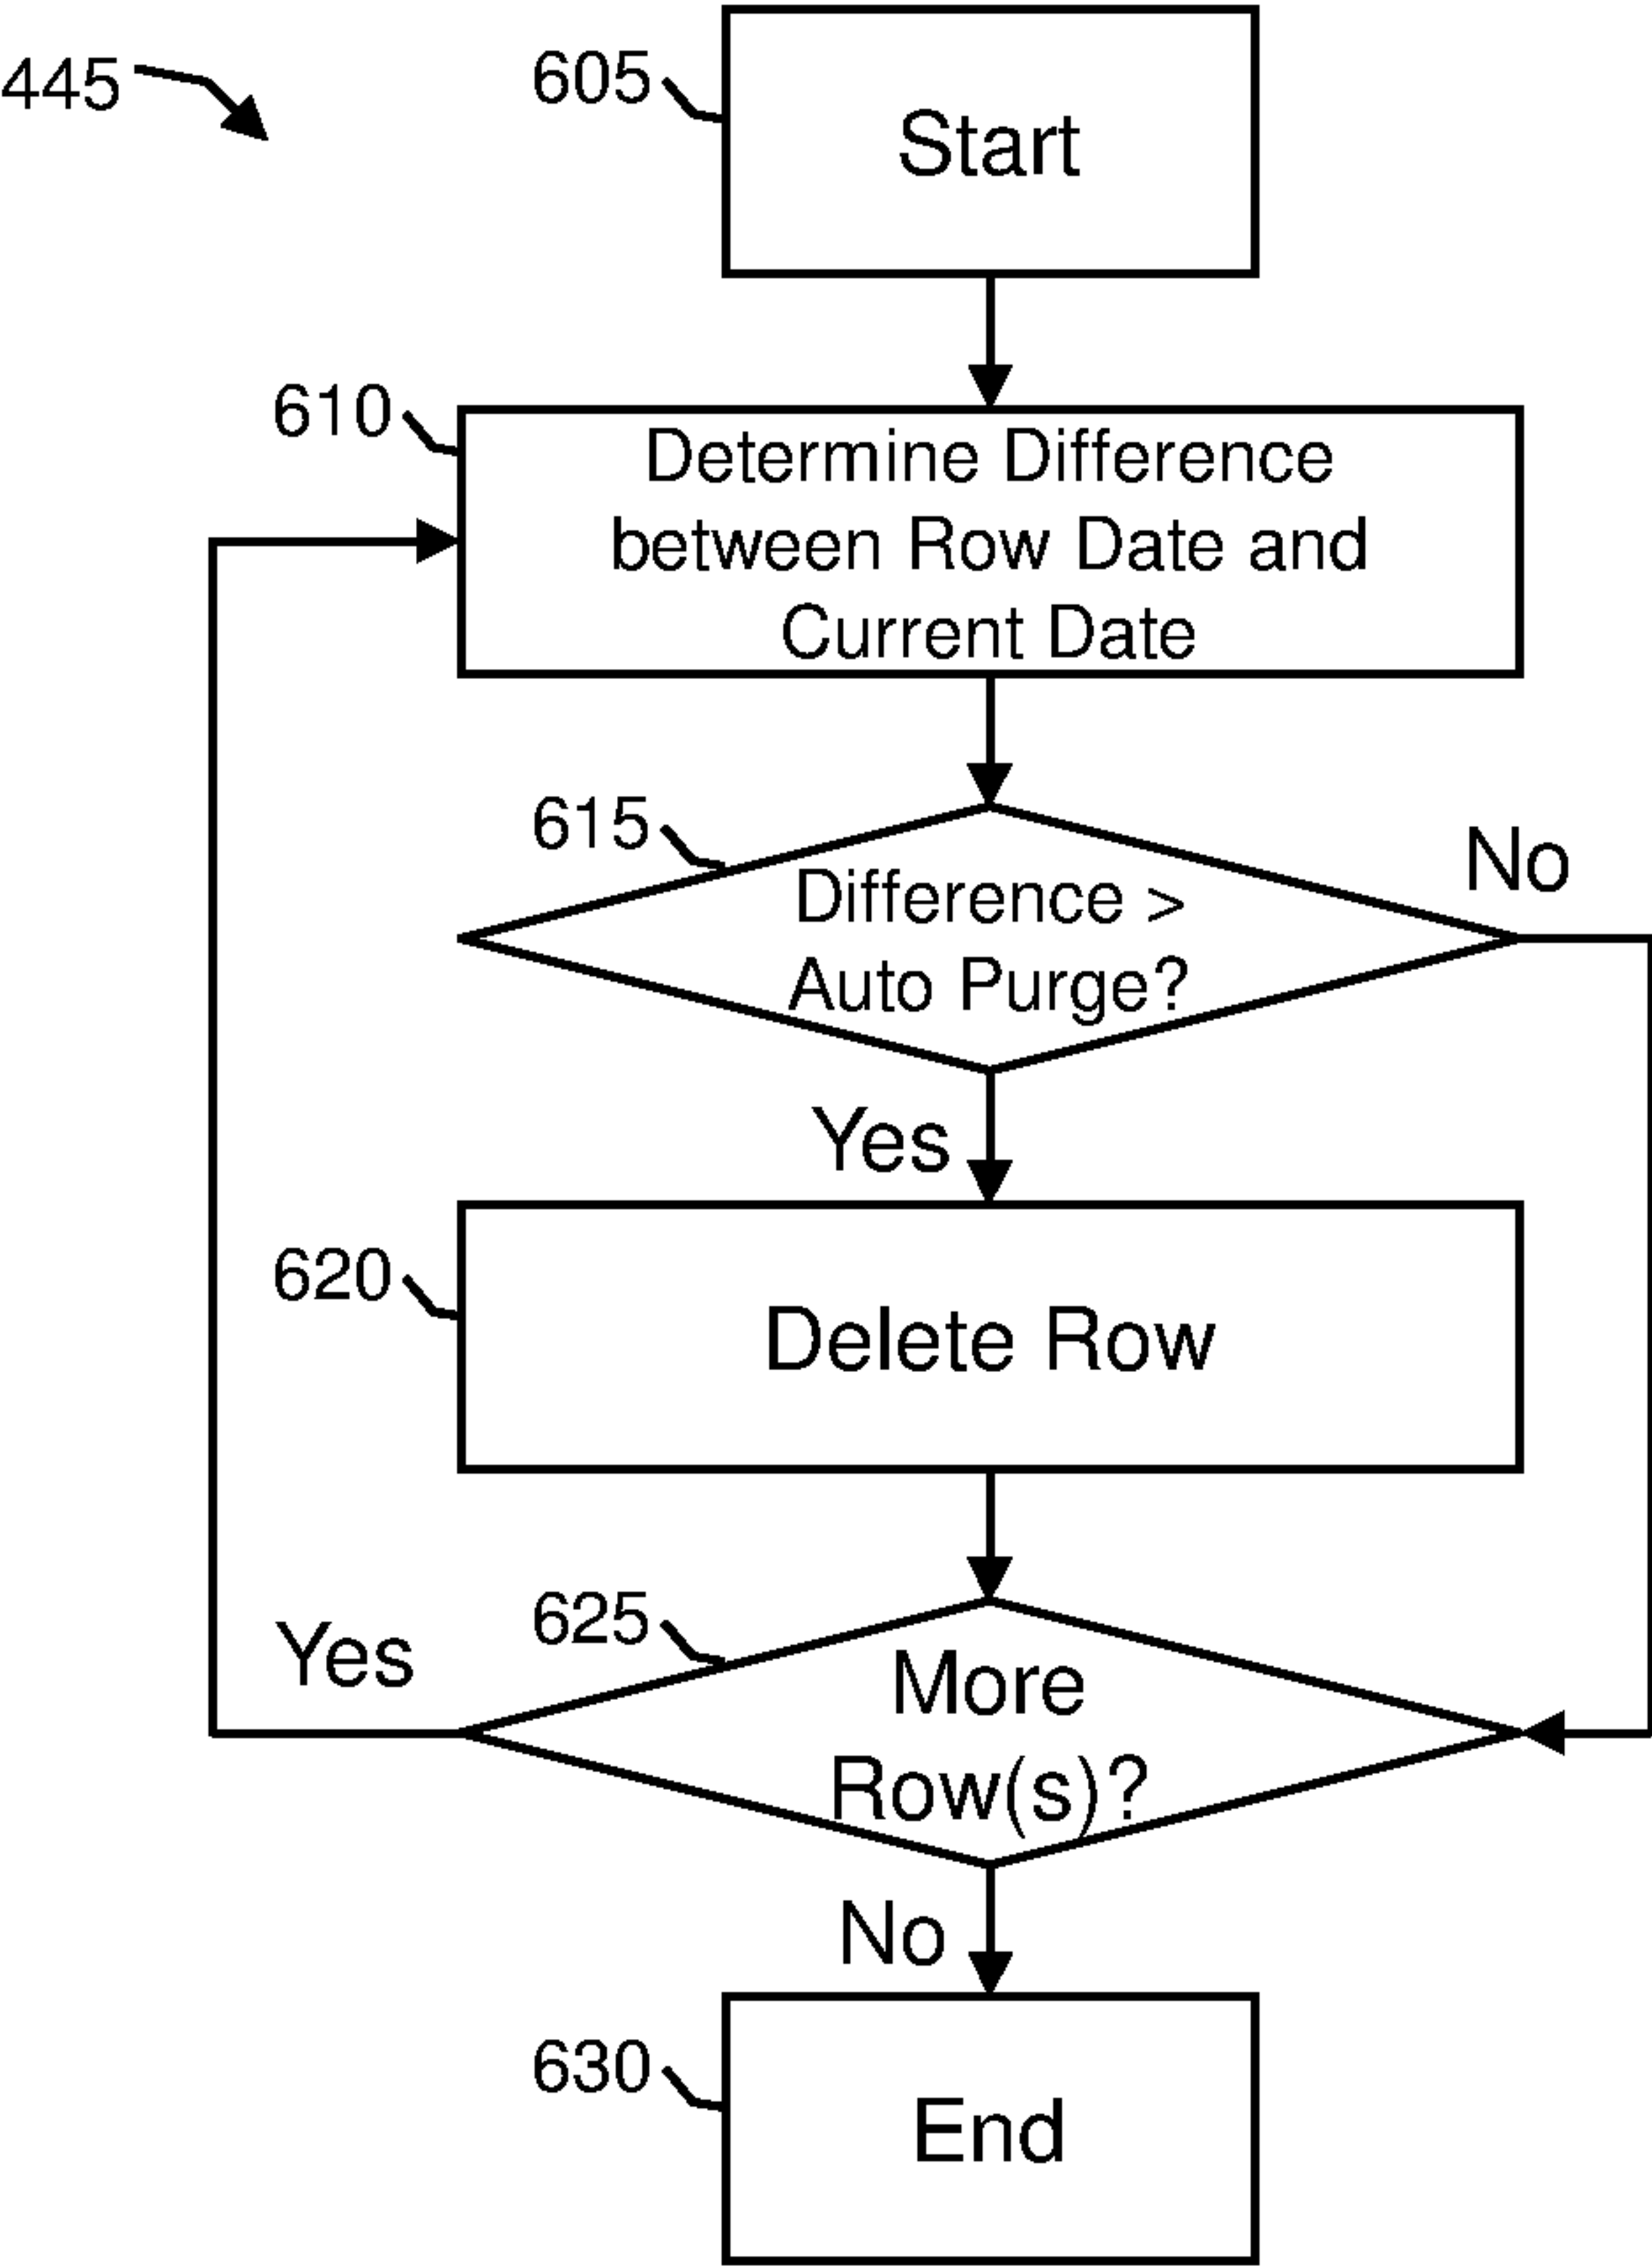 445
605
Start
610
Determine Difference
between Row Date and
Current Date
615
Difference >
Auto Purge?
No
Yes
620
Delete Row
625
More
Row(s)?
Yes
No
630
End